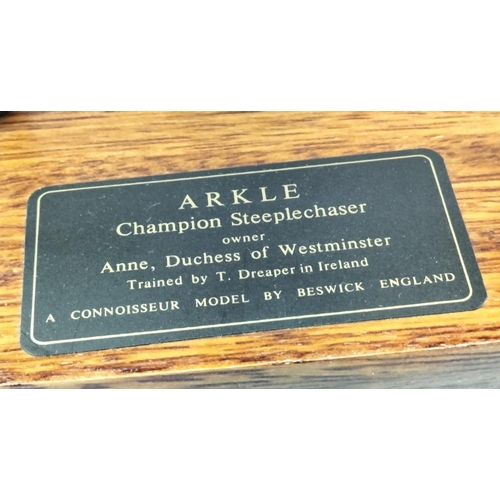 ARKLE
Champion Steeplechaser
owner
Anne, Duchess of Westminster
Trained by T. Dreaper in Ireland
A CONNOISSEUR MODEL BY BESWICK ENGLAND